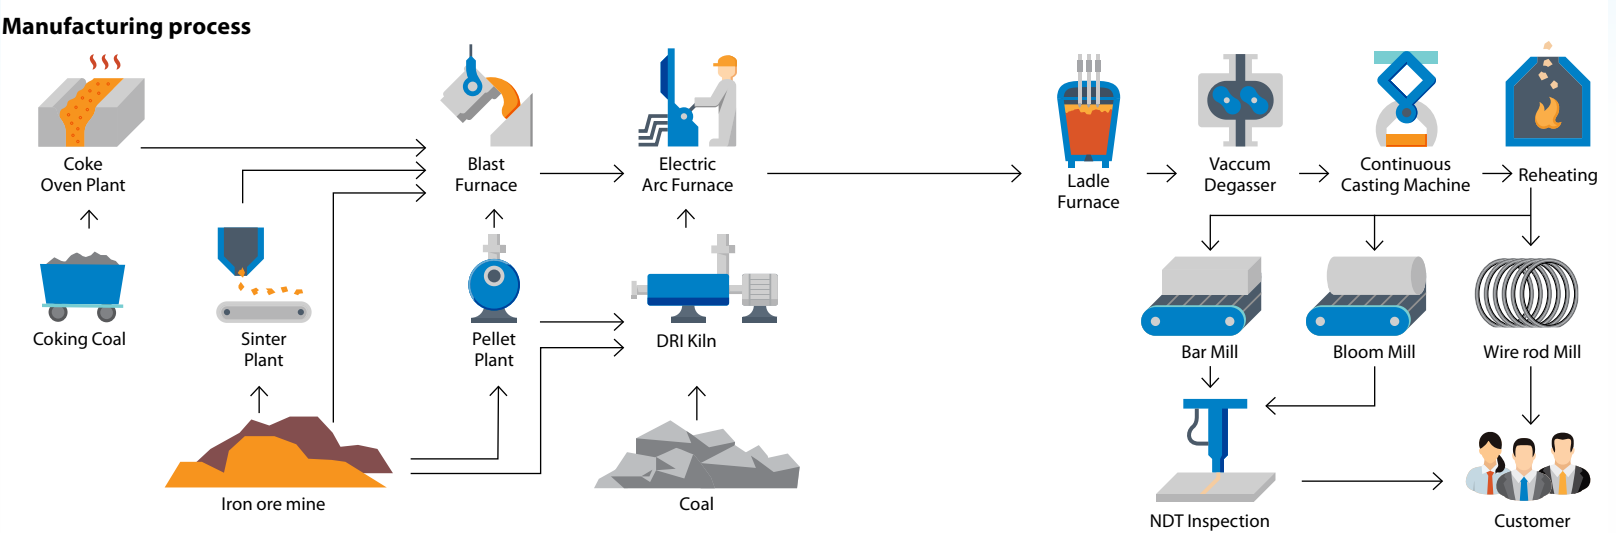 Manufacturing process
Coke
Oven Plant
Blast
Furnace
Electric
Arc Furnace
Ladle
Furnace
Vaccum
Degasser
Continuous
Casting Machine
Reheating
Coking Coal
Sinter
Plant
Pellet
Plant
DRI Kiln
Bar Mill
Bloom Mill
Wire rod Mill
Iron ore mine
Coal
NDT Inspection
Customer